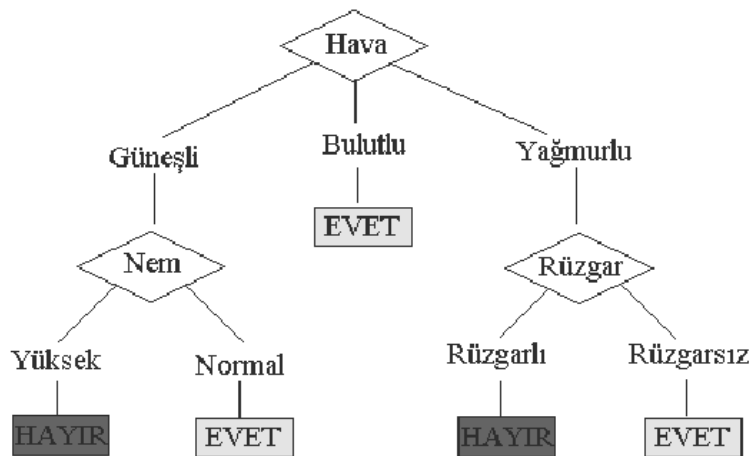 Hava
Güneşli
Bulutlu
Yağmurlu
EVET
Nem
Rüzgar
Yüksek
Normal
Rüzgarlı
Rüzgarsız
HAYIR
EVET
HAYIR
EVET